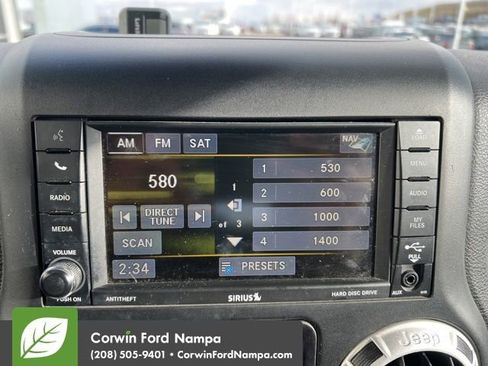 AM FM SAT NAV
LOAD
580
1 530
2 600
3 1000
4 1400
1
of 3
DIRECT
TUNE
SCAN
2:34
PRESETS
RADIO
MEDIA
VOLUME
PUSH ON
MENU
AUDIO
MY
FILES
PULL
AUX
ANTITHEFT
SIRIUS
HARD DISC DRIVE
Jeep
Corwin Ford Nampa
(208) 505-9401 • CorwinFordNampa.com